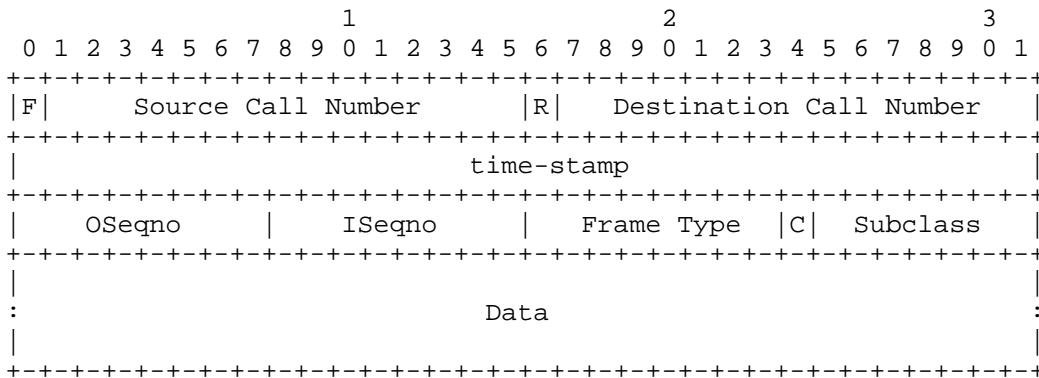 1                   2                   3
 0 1 2 3 4 5 6 7 8 9 0 1 2 3 4 5 6 7 8 9 0 1 2 3 4 5 6 7 8 9 0 1
+-+-+-+-+-+-+-+-+-+-+-+-+-+-+-+-+-+-+-+-+-+-+-+-+-+-+-+-+-+-+-+-+
|F|     Source Call Number      |R|   Destination Call Number   |
+-+-+-+-+-+-+-+-+-+-+-+-+-+-+-+-+-+-+-+-+-+-+-+-+-+-+-+-+-+-+-+-+
|                            time-stamp                         |
+-+-+-+-+-+-+-+-+-+-+-+-+-+-+-+-+-+-+-+-+-+-+-+-+-+-+-+-+-+-+-+-+
|    OSeqno     |    ISeqno     |   Frame Type  |C|  Subclass   |
+-+-+-+-+-+-+-+-+-+-+-+-+-+-+-+-+-+-+-+-+-+-+-+-+-+-+-+-+-+-+-+-+
|                                                               |
:                             Data                              :
|                                                               |
+-+-+-+-+-+-+-+-+-+-+-+-+-+-+-+-+-+-+-+-+-+-+-+-+-+-+-+-+-+-+-+-+